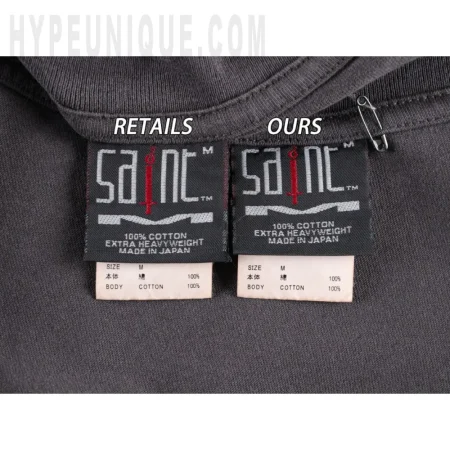 HYPEUNIQUE.COM
RETAILS
OURS
saint M
TM
100% COTTON
EXTRA HEAVYWEIGHT
MADE IN JAPAN
SIZE M
本体 綿 100%
BODY COTTON 100%
saint M
TM
100% COTTON
EXTRA HEAVYWEIGHT
MADE IN JAPAN
SIZE M
本体 綿 100%
BODY COTTON 100%